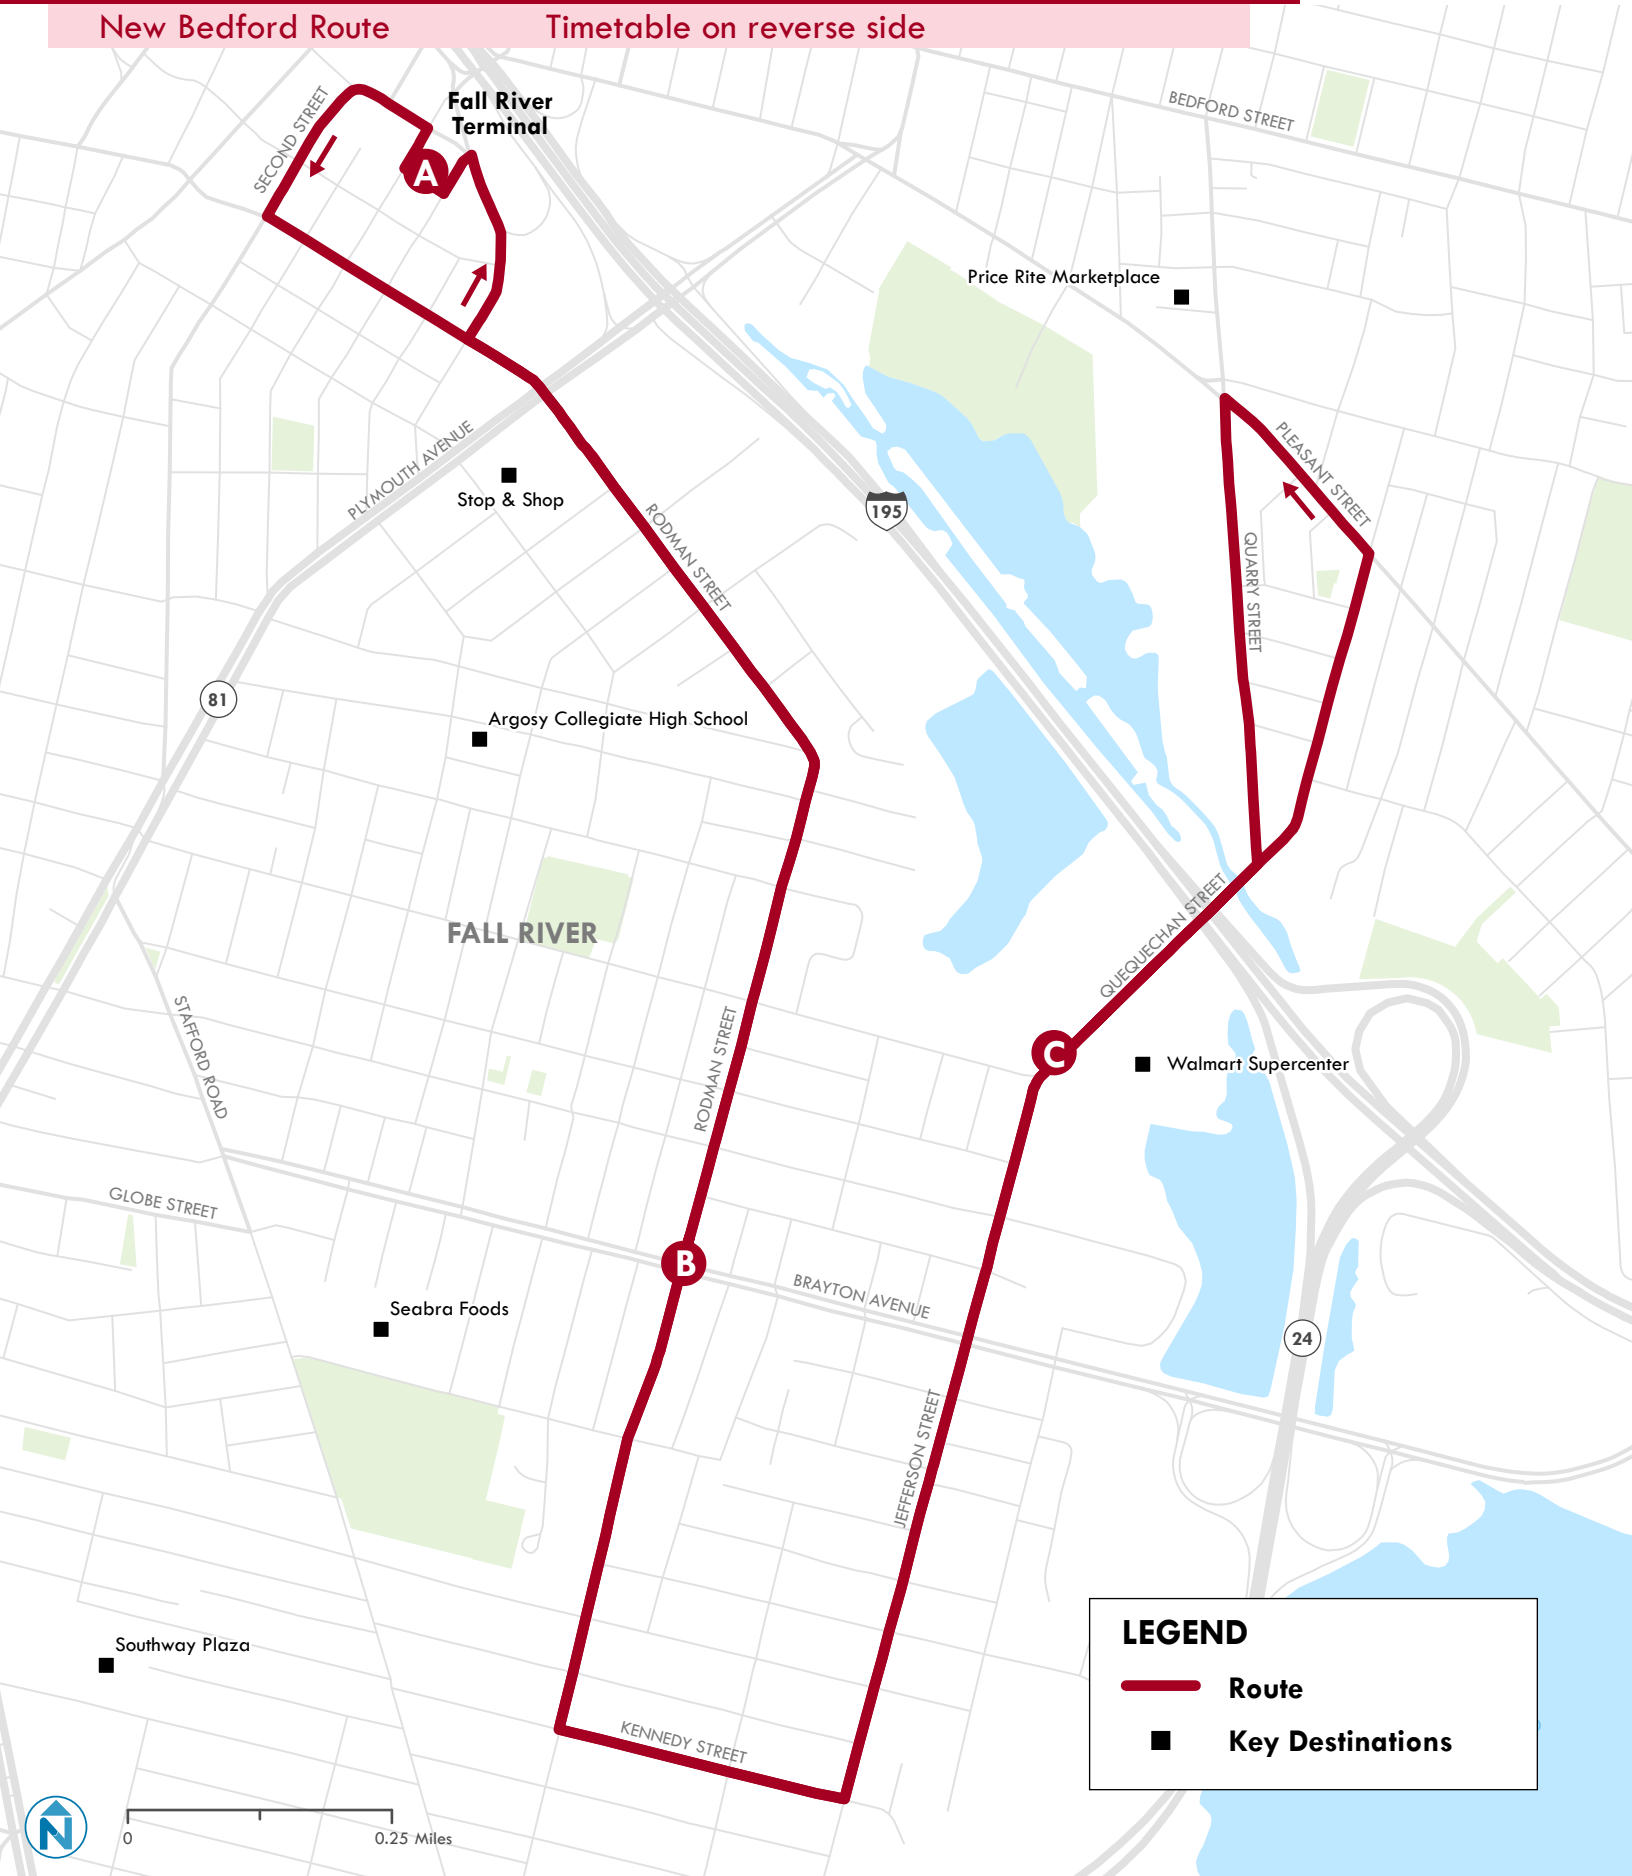 New Bedford Route Timetable on reverse side
SECOND STREET
Fall River
Terminal
A
BEDFORD STREET
Price Rite Marketplace
PLYMOUTH AVENUE
Stop & Shop
195
PLEASANT STREET
RODMAN STREET
QUARRY STREET
81
Argosy Collegiate High School
FALL RIVER
QUEQUECHAN STREET
STAFFORD ROAD
RODMAN STREET
C
Walmart Supercenter
GLOBE STREET
B
BRAYTON AVENUE
Seabra Foods
24
JEFFERSON STREET
Southway Plaza
KENNEDY STREET
LEGEND
Route
Key Destinations
N
0 0.25 Miles